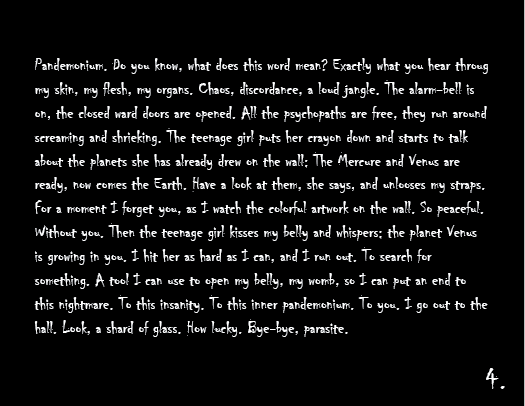 Pandemonium. Do you know, what does this word mean? Exactly what you hear throug
my skin, my flesh, my organs. Chaos, discordance, a loud jangle. The alarm-bell is
on, the closed ward doors are opened. All the psychopaths are free, they run around
screaming and shrieking. The teenage girl puts her crayon down and starts to talk
about the planets she has already drew on the wall: The Mercure and Venus are
ready, now comes the Earth. Have a look at them, she says, and unlooses my straps.
For a moment I forget you, as I watch the colorful artwork on the wall. So peaceful.
Without you. Then the teenage girl kisses my belly and whispers: the planet Venus
is growing in you. I hit her as hard as I can, and I run out. To search for
something. A tool I can use to open my belly, my womb, so I can put an end to
this nightmare. To this insanity. To this inner pandemonium. To you. I go out to the
hall. Look, a shard of glass. How lucky. Bye-bye, parasite.
4.